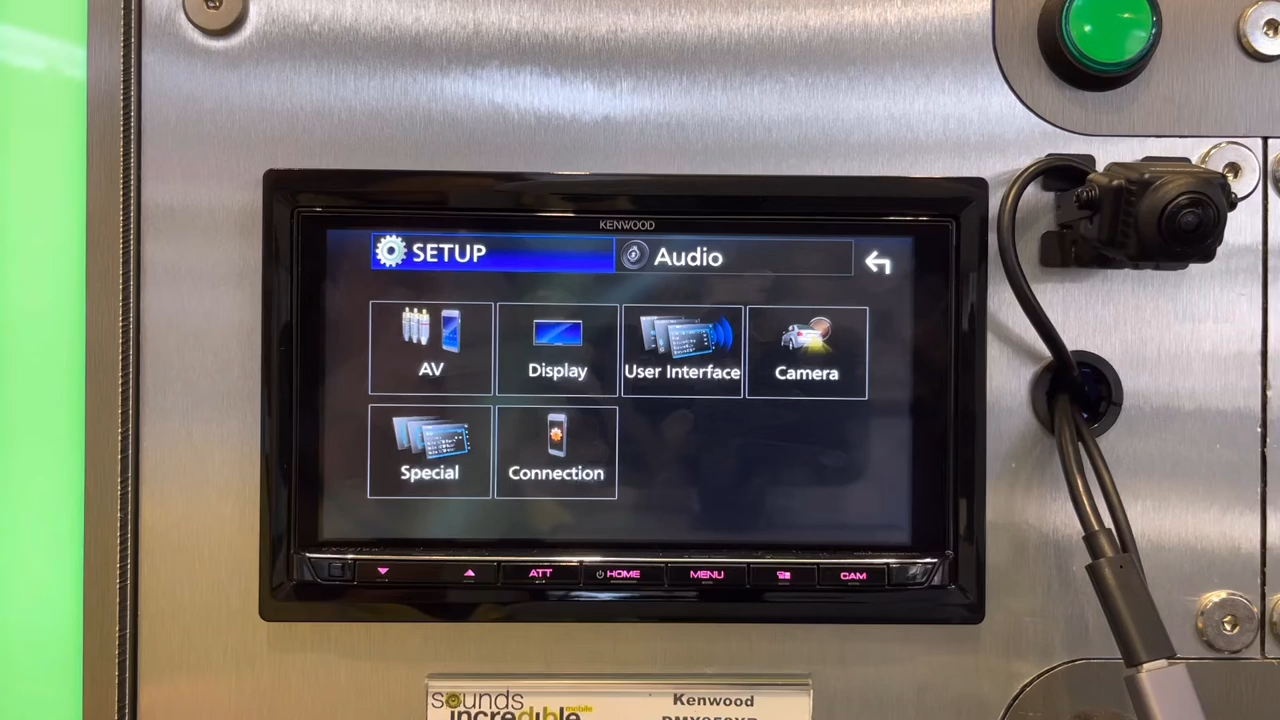 KENWOOD
SETUP
Audio
AV
Display
User Interface
Camera
Special
Connection
ATT
HOME
MENU
CAM
sounds
incredible mobile
Kenwood